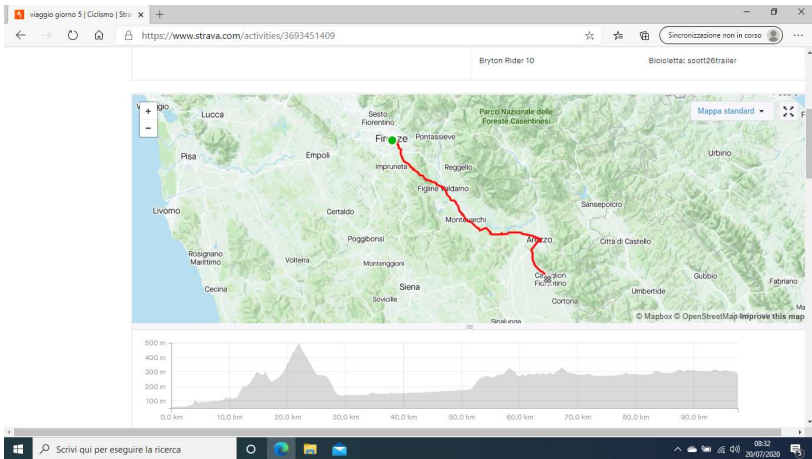 viaggio giorno 5 | Ciclismo | Stra
https://www.strava.com/activities/3693451409
Sincronizzazione non in corso
Bryton Rider 10
Bicicletta: scott26trailer
+
−
Lucca
Sesto
Fiorentino
Parco Nazionale delle
Foreste Casentinesi
Mappa standard
Pontassieve
Pisa
Empoli
Impruneta
Reggello
Urbino
Figline Valdarno
Livorno
Certaldo
Montevarchi
Sansepolcro
Poggibonsi
Arezzo
Città di Castello
Rosignano
Marittimo
Volterra
Monteriggioni
Cecina
Siena
Gubbio
Fabriano
Sovicille
Umbertide
Cortona
Sinalunga
© Mapbox © OpenStreetMap Improve this map
500 m
400 m
300 m
200 m
100 m
0,0 km 10,0 km 20,0 km 30,0 km 40,0 km 50,0 km 60,0 km 70,0 km 80,0 km 90,0 km
Scrivi qui per eseguire la ricerca
08:32
20/07/2020